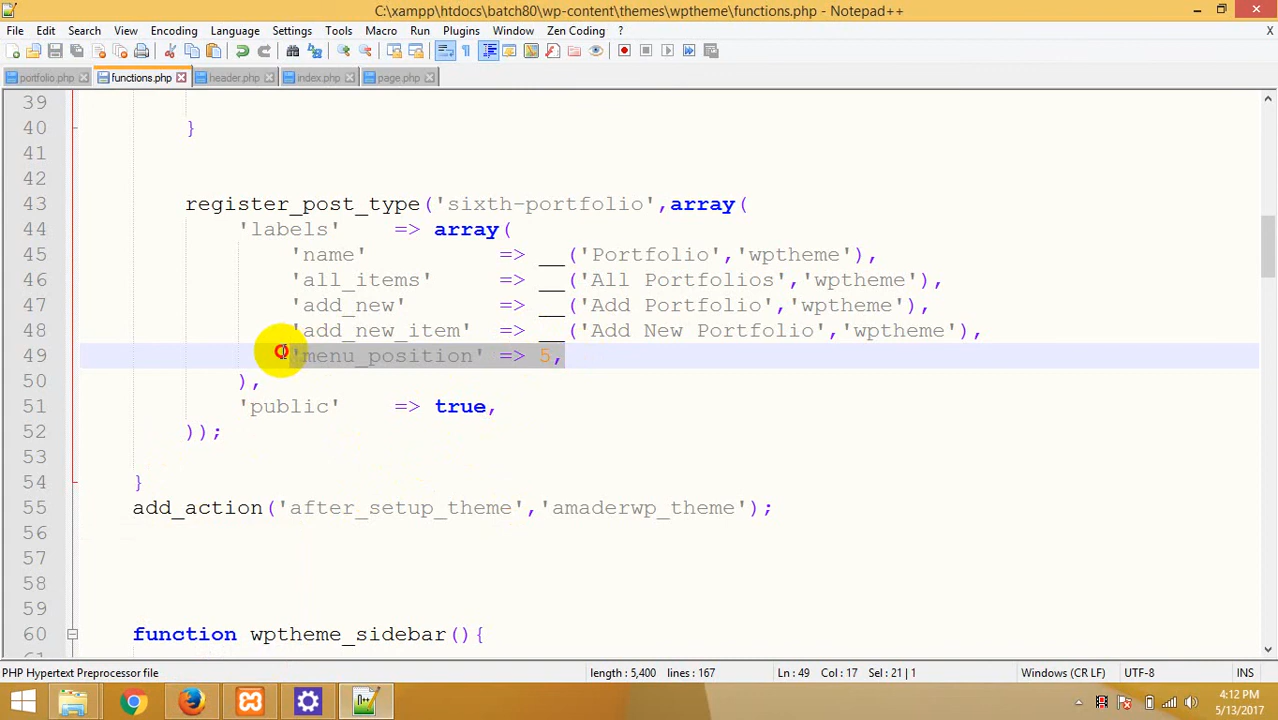 C:\xampp\htdocs\batch80\wp-content\themes\wptheme\functions.php - Notepad++
File Edit Search View Encoding Language Settings Tools Macro Run Plugins Window Zen Coding ? X
portfolio.php functions.php header.php index.php page.php
39
40 }
41
42
43 register_post_type('sixth-portfolio',array(
44 'labels' => array(
45 'name' => __('Portfolio','wptheme'),
46 'all_items' => __('All Portfolios','wptheme'),
47 'add_new' => __('Add Portfolio','wptheme'),
48 'add_new_item' => __('Add New Portfolio','wptheme'),
49 'menu_position' => 5,
50 ),
51 'public' => true,
52 ));
53
54 }
55 add_action('after_setup_theme','amaderwp_theme');
56
57
58
59
60 function wptheme_sidebar(){
PHP Hypertext Preprocessor file length : 5,400 lines : 167 Ln : 49 Col : 17 Sel : 21 | 1 Windows (CR LF) UTF-8 INS
4:12 PM
5/13/2017